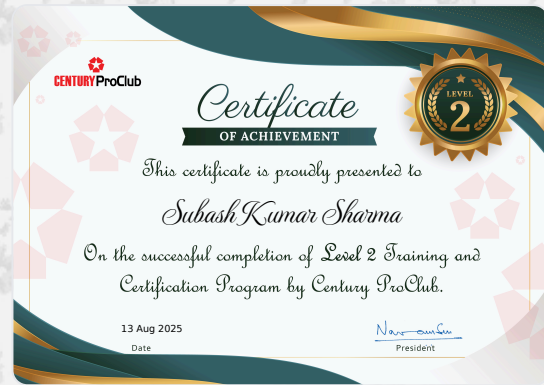 CENTURY ProClub
Certificate
OF ACHIEVEMENT
LEVEL
2
This certificate is proudly presented to
Subash Kumar Sharma
On the successful completion of Level 2 Training and
Certification Program by Century ProClub.
13 Aug 2025
Date
President